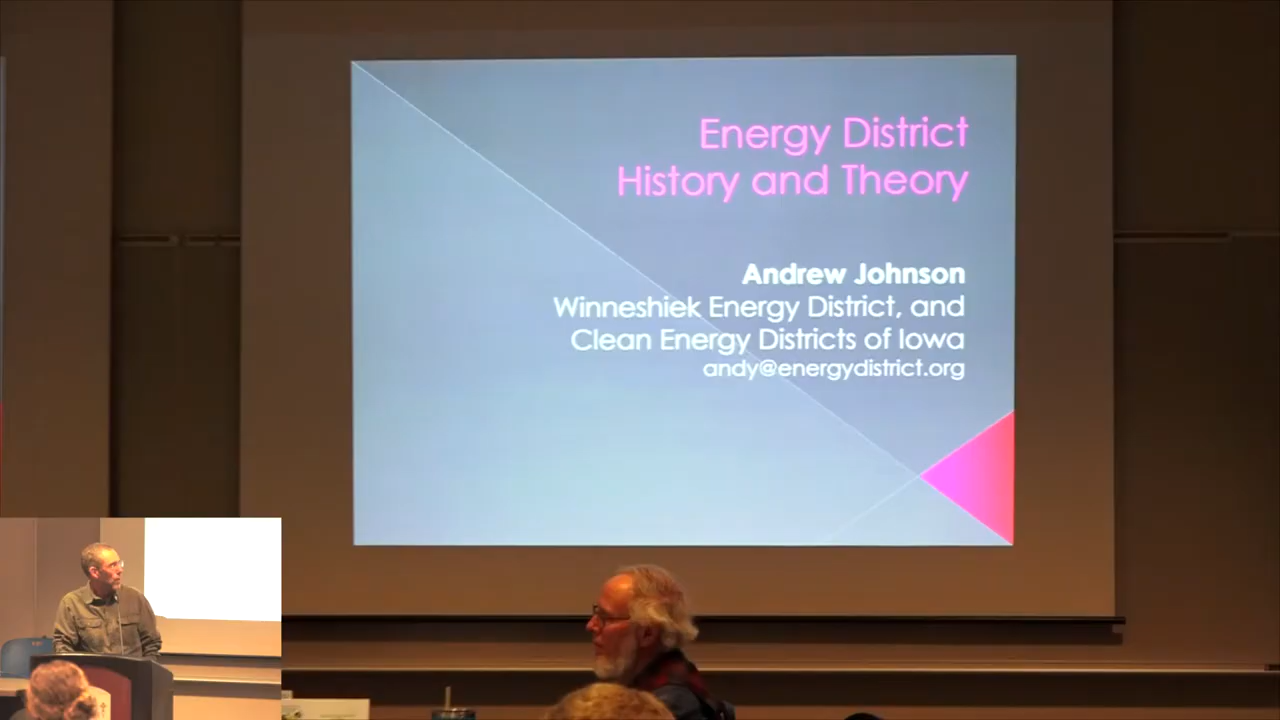 Energy District
History and Theory
Andrew Johnson
Winneshiek Energy District, and
Clean Energy Districts of Iowa
andy@energydistrict.org